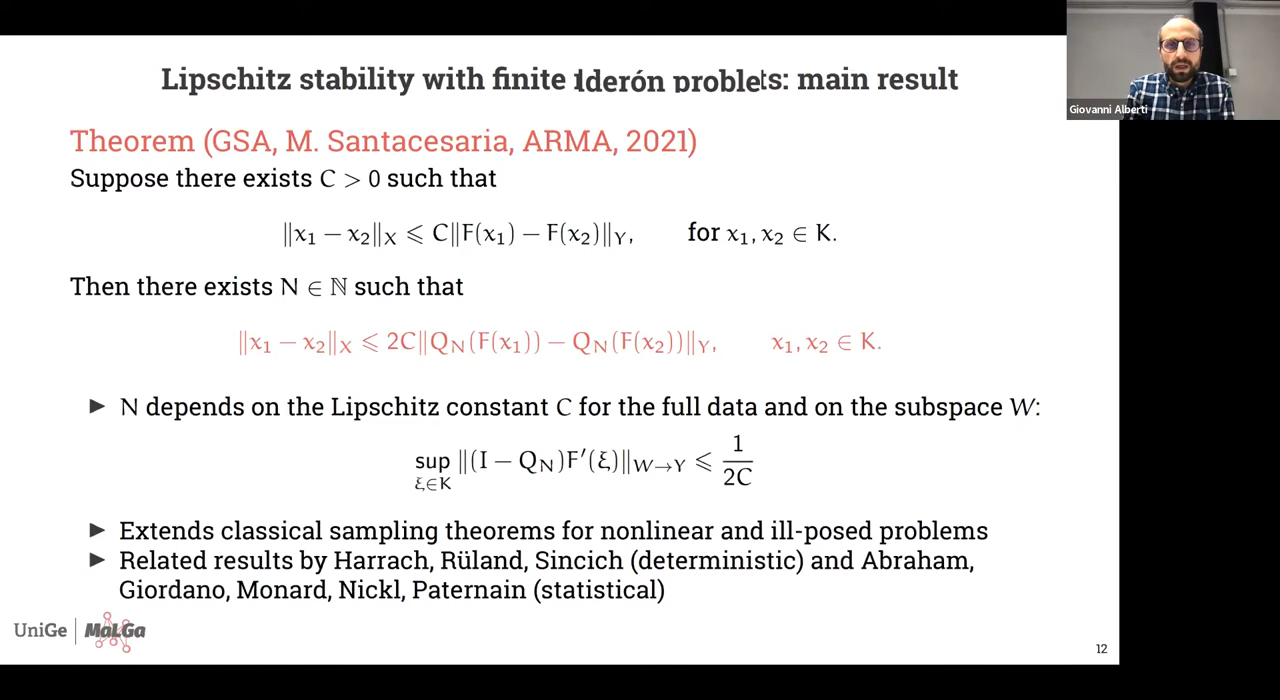 Lipschitz stability with finite lderón problets: main result
Giovanni Alberti
Theorem (GSA, M. Santacesaria, ARMA, 2021)
Suppose there exists C > 0 such that
‖x₁ − x₂‖_X ⩽ C‖F(x₁) − F(x₂)‖_Y, for x₁, x₂ ∈ K.
Then there exists N ∈ ℕ such that
‖x₁ − x₂‖_X ⩽ 2C‖Q_N(F(x₁)) − Q_N(F(x₂))‖_Y, x₁, x₂ ∈ K.
▶ N depends on the Lipschitz constant C for the full data and on the subspace W:
sup_{ξ∈K} ‖(I − Q_N)F′(ξ)‖_{W→Y} ⩽ 1/2C
▶ Extends classical sampling theorems for nonlinear and ill-posed problems
▶ Related results by Harrach, Rüland, Sincich (deterministic) and Abraham,
Giordano, Monard, Nickl, Paternain (statistical)
UniGe | MaLGa
12